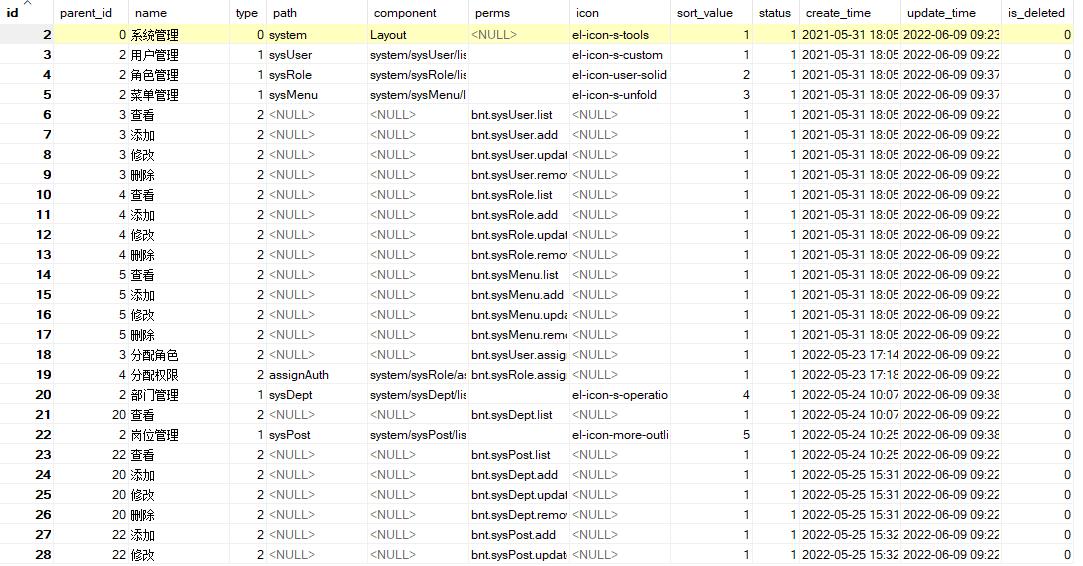 id parent_id name type path component perms icon sort_value status create_time update_time is_deleted
2 0 系统管理 0 system Layout <NULL> el-icon-s-tools 1 1 2021-05-31 18:05 2022-06-09 09:23 0
3 2 用户管理 1 sysUser system/sysUser/lis el-icon-s-custom 1 1 2021-05-31 18:05 2022-06-09 09:22 0
4 2 角色管理 1 sysRole system/sysRole/lis el-icon-user-solid 2 1 2021-05-31 18:05 2022-06-09 09:37 0
5 2 菜单管理 1 sysMenu system/sysMenu/l el-icon-s-unfold 3 1 2021-05-31 18:05 2022-06-09 09:37 0
6 3 查看 2 <NULL> <NULL> bnt.sysUser.list <NULL> 1 1 2021-05-31 18:05 2022-06-09 09:22 0
7 3 添加 2 <NULL> <NULL> bnt.sysUser.add <NULL> 1 1 2021-05-31 18:05 2022-06-09 09:22 0
8 3 修改 2 <NULL> <NULL> bnt.sysUser.updat <NULL> 1 1 2021-05-31 18:05 2022-06-09 09:22 0
9 3 删除 2 <NULL> <NULL> bnt.sysUser.remov <NULL> 1 1 2021-05-31 18:05 2022-06-09 09:22 0
10 4 查看 2 <NULL> <NULL> bnt.sysRole.list <NULL> 1 1 2021-05-31 18:05 2022-06-09 09:22 0
11 4 添加 2 <NULL> <NULL> bnt.sysRole.add <NULL> 1 1 2021-05-31 18:05 2022-06-09 09:22 0
12 4 修改 2 <NULL> <NULL> bnt.sysRole.updat <NULL> 1 1 2021-05-31 18:05 2022-06-09 09:22 0
13 4 删除 2 <NULL> <NULL> bnt.sysRole.remov <NULL> 1 1 2021-05-31 18:05 2022-06-09 09:22 0
14 5 查看 2 <NULL> <NULL> bnt.sysMenu.list <NULL> 1 1 2021-05-31 18:05 2022-06-09 09:22 0
15 5 添加 2 <NULL> <NULL> bnt.sysMenu.add <NULL> 1 1 2021-05-31 18:05 2022-06-09 09:22 0
16 5 修改 2 <NULL> <NULL> bnt.sysMenu.upda <NULL> 1 1 2021-05-31 18:05 2022-06-09 09:22 0
17 5 删除 2 <NULL> <NULL> bnt.sysMenu.remo <NULL> 1 1 2021-05-31 18:05 2022-06-09 09:22 0
18 3 分配角色 2 <NULL> <NULL> bnt.sysUser.assig <NULL> 1 1 2022-05-23 17:14 2022-06-09 09:22 0
19 4 分配权限 2 assignAuth system/sysRole/as bnt.sysRole.assig <NULL> 1 1 2022-05-23 17:18 2022-06-09 09:22 0
20 2 部门管理 1 sysDept system/sysDept/lis el-icon-s-operatio 4 1 2022-05-24 10:07 2022-06-09 09:38 0
21 20 查看 2 <NULL> <NULL> bnt.sysDept.list <NULL> 1 1 2022-05-24 10:07 2022-06-09 09:22 0
22 2 岗位管理 1 sysPost system/sysPost/lis el-icon-more-outli 5 1 2022-05-24 10:25 2022-06-09 09:38 0
23 22 查看 2 <NULL> <NULL> bnt.sysPost.list <NULL> 1 1 2022-05-24 10:25 2022-06-09 09:22 0
24 20 添加 2 <NULL> <NULL> bnt.sysDept.add <NULL> 1 1 2022-05-25 15:31 2022-06-09 09:22 0
25 20 修改 2 <NULL> <NULL> bnt.sysDept.updat <NULL> 1 1 2022-05-25 15:31 2022-06-09 09:22 0
26 20 删除 2 <NULL> <NULL> bnt.sysDept.remo <NULL> 1 1 2022-05-25 15:31 2022-06-09 09:22 0
27 22 添加 2 <NULL> <NULL> bnt.sysPost.add <NULL> 1 1 2022-05-25 15:32 2022-06-09 09:22 0
28 22 修改 2 <NULL> <NULL> bnt.sysPost.updat <NULL> 1 1 2022-05-25 15:32 2022-06-09 09:22 0